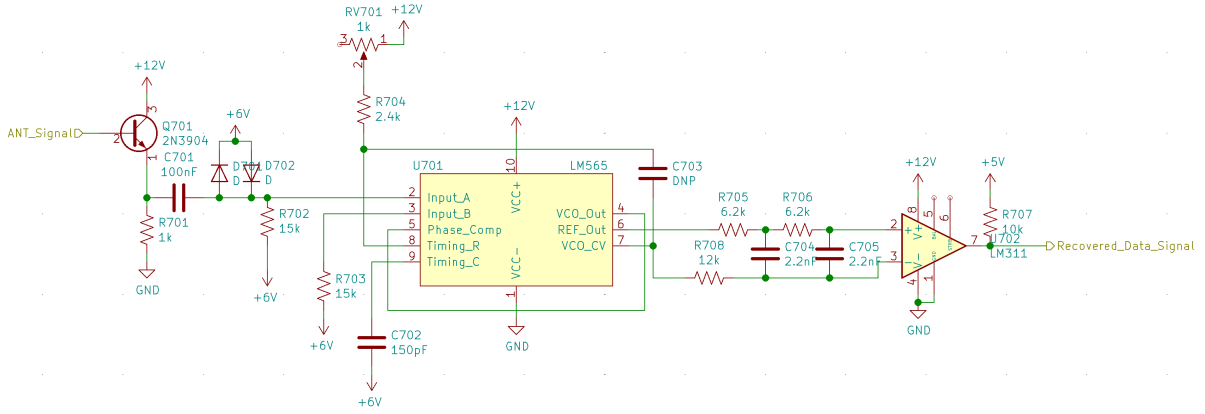 RV701
1k
+12V
3
1
2
+12V
3
ANT_Signal
2
Q701
2N3904
1
C701
100nF
+6V
D701
D
D702
D
R701
1k
GND
R702
15k
+6V
R704
2.4k
+12V
U701
LM565
10
VCC+
2
Input_A
3
Input_B
5
Phase_Comp
8
Timing_R
9
Timing_C
VCO_Out
4
REF_Out
6
VCO_CV
7
VCC-
1
GND
R703
15k
+6V
C702
150pF
+6V
C703
DNP
R705
6.2k
R706
6.2k
R708
12k
C704
2.2nF
C705
2.2nF
+12V
8
5
6
V+
2
+
3
-
V-
4
1
GND
7
U702
LM311
GND
+5V
R707
10k
Recovered_Data_Signal